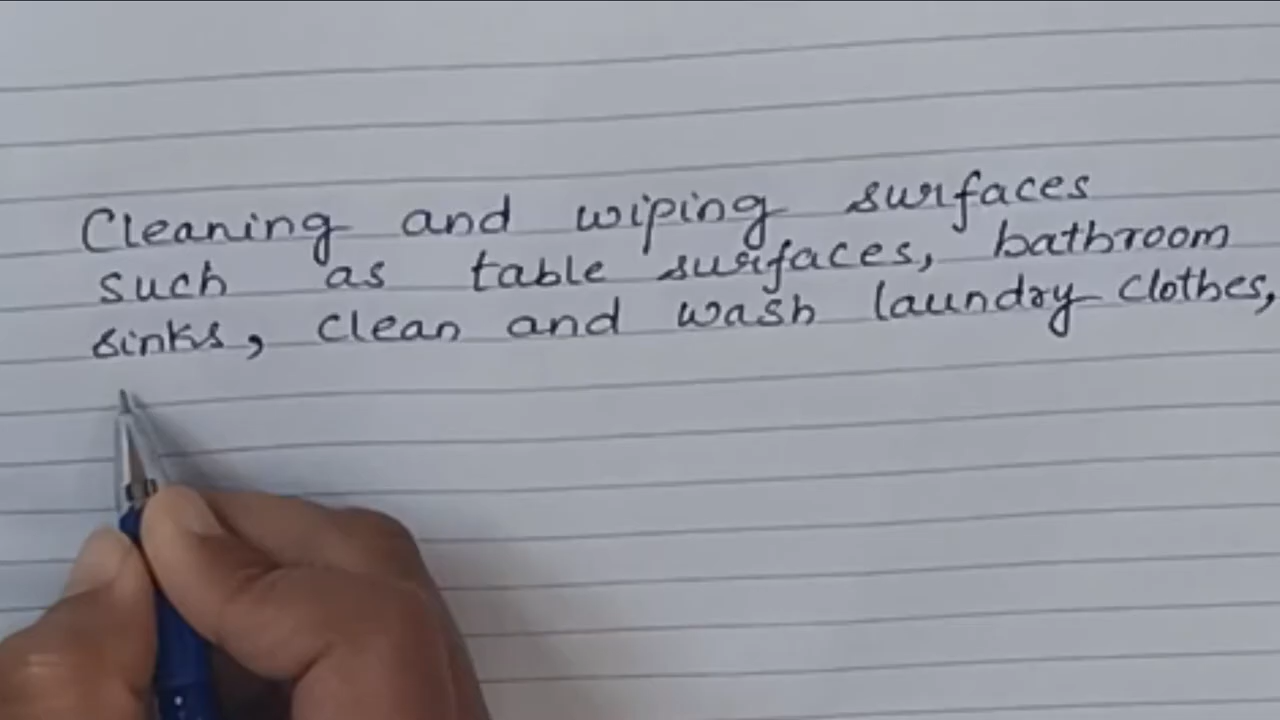 Cleaning and wiping surfaces
such as table surfaces, bathroom
sinks, clean and wash laundry clothes,